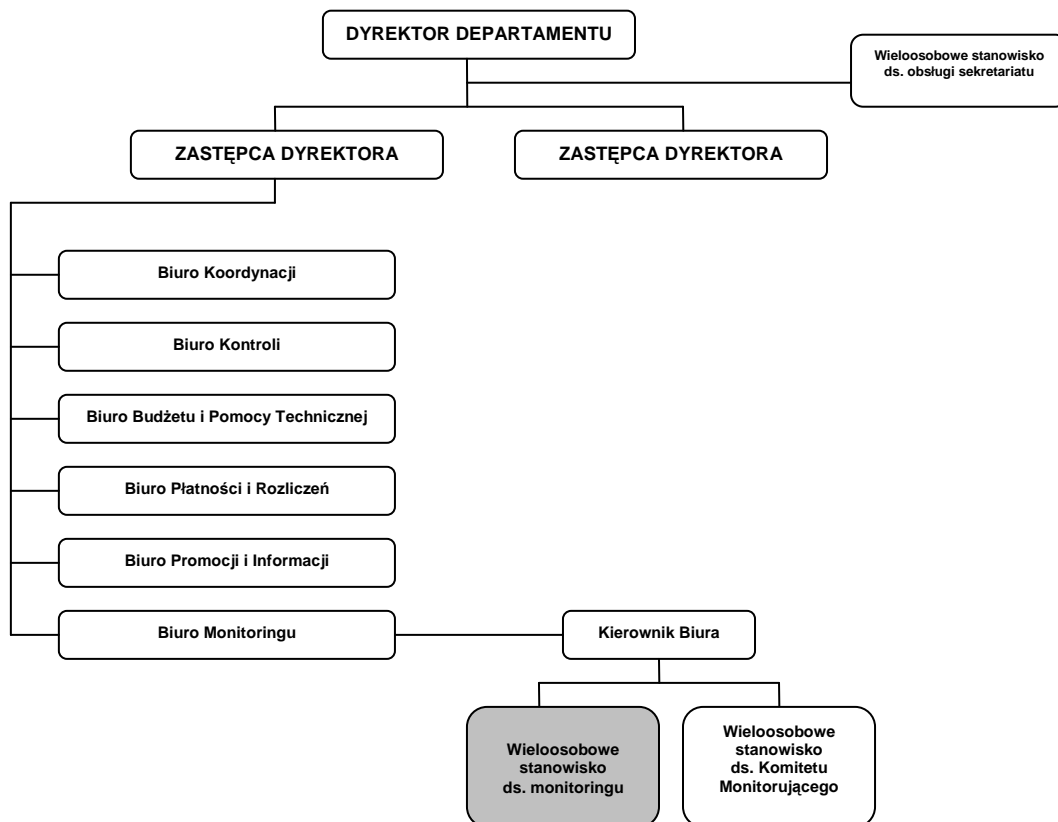 DYREKTOR DEPARTAMENTU
Wieloosobowe stanowisko
ds. obsługi sekretariatu
ZASTĘPCA DYREKTORA
ZASTĘPCA DYREKTORA
Biuro Koordynacji
Biuro Kontroli
Biuro Budżetu i Pomocy Technicznej
Biuro Płatności i Rozliczeń
Biuro Promocji i Informacji
Biuro Monitoringu
Kierownik Biura
Wieloosobowe
stanowisko
ds. monitoringu
Wieloosobowe
stanowisko
ds. Komitetu
Monitorującego